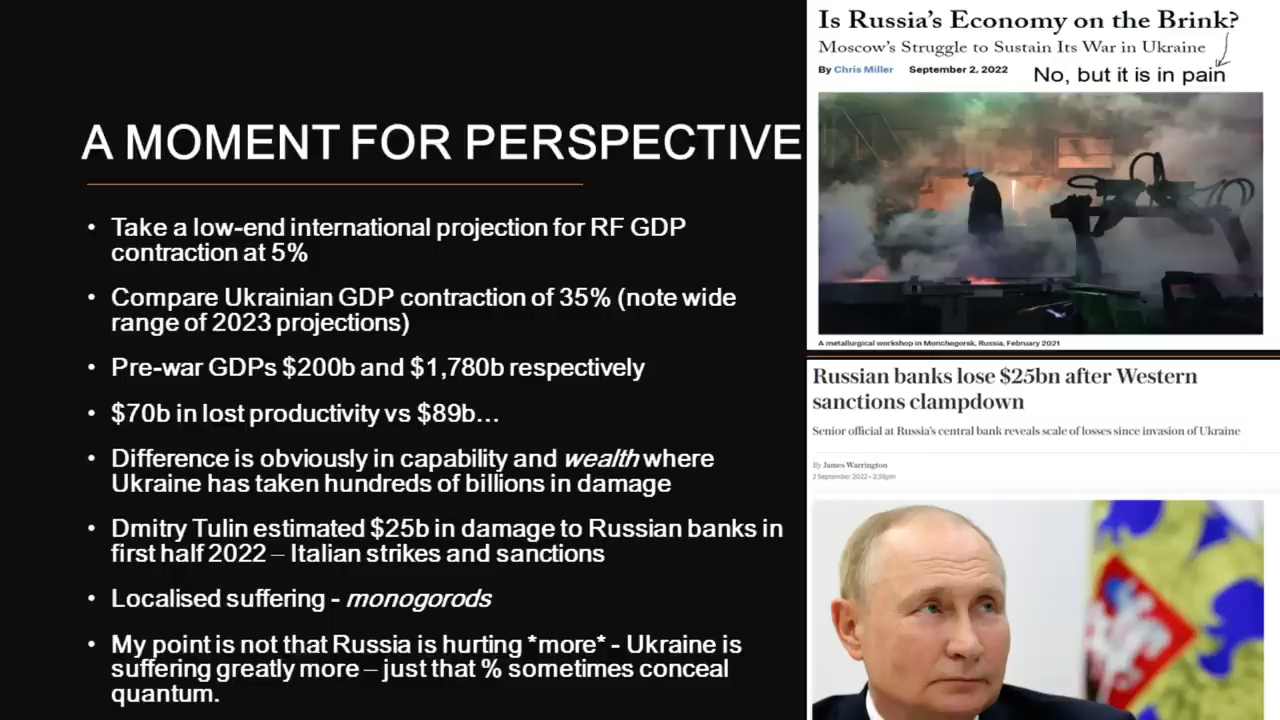 A MOMENT FOR PERSPECTIVE
• Take a low-end international projection for RF GDP
contraction at 5%
• Compare Ukrainian GDP contraction of 35% (note wide
range of 2023 projections)
• Pre-war GDPs $200b and $1,780b respectively
• $70b in lost productivity vs $89b…
• Difference is obviously in capability and wealth where
Ukraine has taken hundreds of billions in damage
• Dmitry Tulin estimated $25b in damage to Russian banks in
first half 2022 – Italian strikes and sanctions
• Localised suffering - monogorods
• My point is not that Russia is hurting *more* - Ukraine is
suffering greatly more – just that % sometimes conceal
quantum.
Is Russia's Economy on the Brink?
Moscow's Struggle to Sustain Its War in Ukraine
By Chris Miller September 2, 2022
No, but it is in pain
A metallurgical workshop in Monchegorsk, Russia, February 2021
Russian banks lose $25bn after Western
sanctions clampdown
Senior official at Russia's central bank reveals scale of losses since invasion of Ukraine
By James Warrington
2 September 2022 • 2:38pm